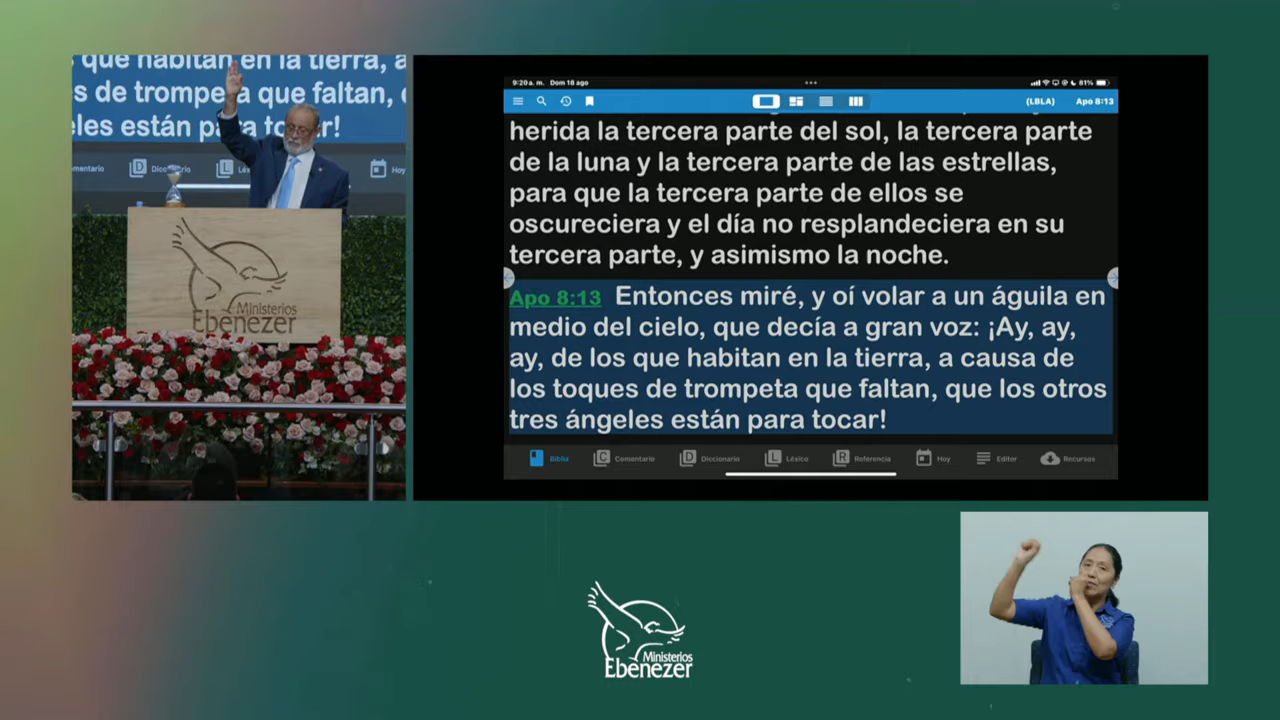 que habitan en la tierra, a
s de trompeta que faltan,
les están para tocar!
Comentario
Hoy
Ministerios
Ebenezer
9:20 a. m. Dom 18 ago
81%
(LBLA) Apo 8:13
herida la tercera parte del sol, la tercera parte
de la luna y la tercera parte de las estrellas,
para que la tercera parte de ellos se
oscureciera y el día no resplandeciera en su
tercera parte, y asimismo la noche.
Apo 8:13 Entonces miré, y oí volar a un águila en
medio del cielo, que decía a gran voz: ¡Ay, ay,
ay, de los que habitan en la tierra, a causa de
los toques de trompeta que faltan, que los otros
tres ángeles están para tocar!
Biblia C Comentario D Diccionario L Léxico R Referencia Hoy Editor Recursos
Ministerios
Ebenezer